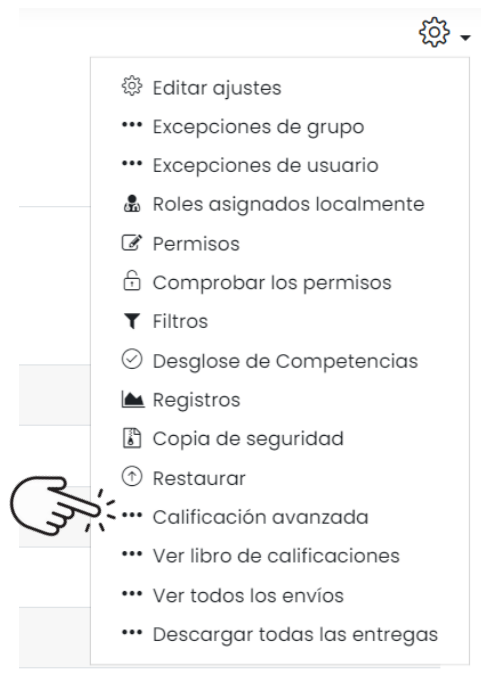 Editar ajustes
Excepciones de grupo
Excepciones de usuario
Roles asignados localmente
Permisos
Comprobar los permisos
Filtros
Desglose de Competencias
Registros
Copia de seguridad
Restaurar
Calificación avanzada
Ver libro de calificaciones
Ver todos los envíos
Descargar todas las entregas